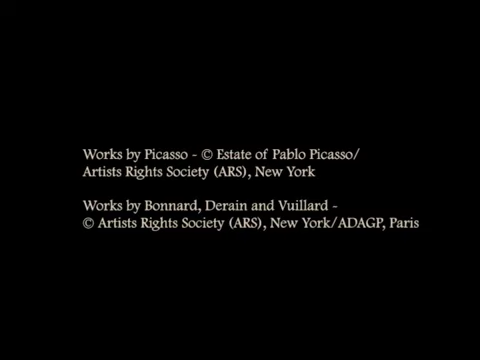 Works by Picasso - © Estate of Pablo Picasso/
Artists Rights Society (ARS), New York
Works by Bonnard, Derain and Vuillard -
© Artists Rights Society (ARS), New York/ADAGP, Paris